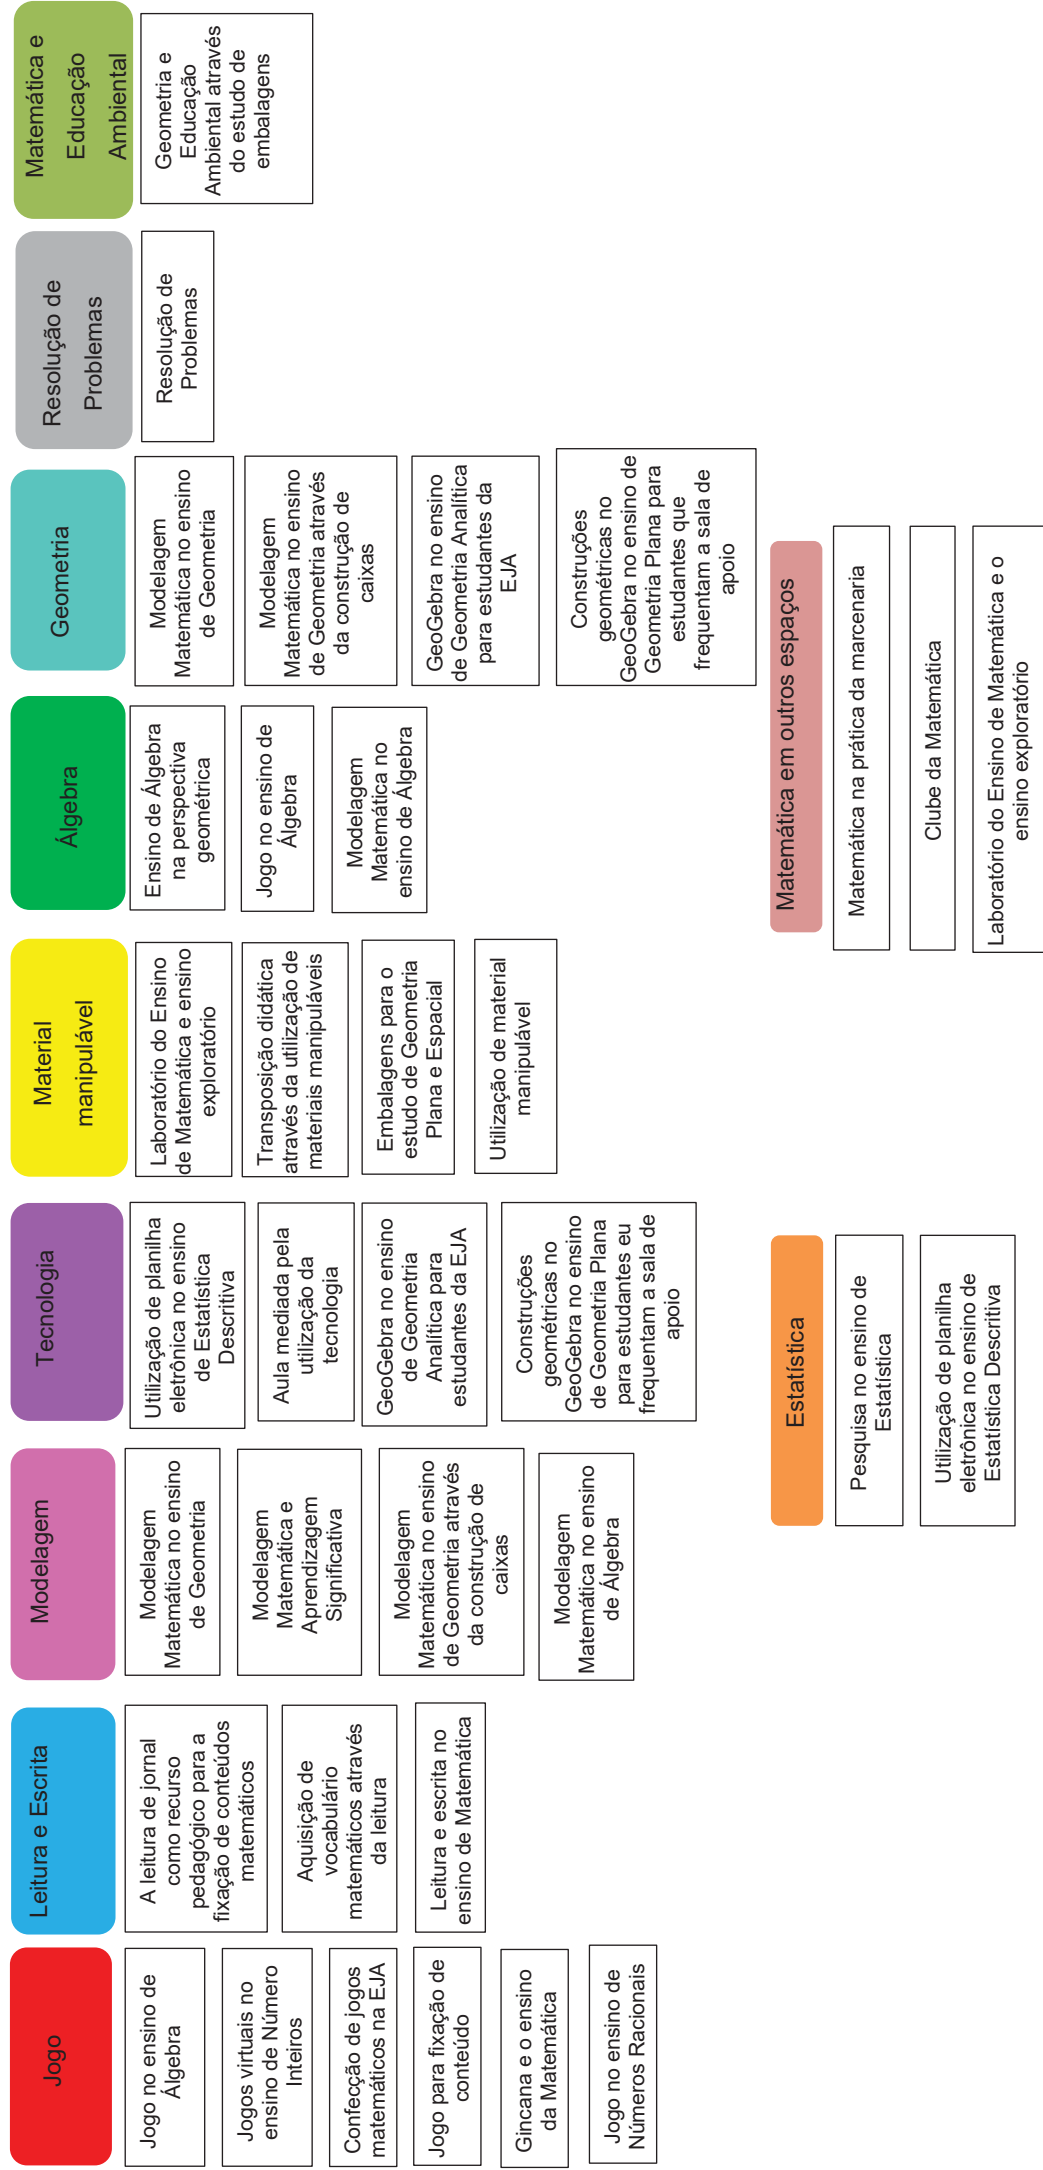 Jogo
Jogo no ensino de
Álgebra
Jogos virtuais no
ensino de Número
Inteiros
Confecção de jogos
matemáticos na EJA
Jogo para fixação de
conteúdo
Gincana e o ensino
da Matemática
Jogo no ensino de
Números Racionais
Leitura e Escrita
A leitura de jornal
como recurso
pedagógico para a
fixação de conteúdos
matemáticos
Aquisição de
vocabulário
matemáticos através
da leitura
Leitura e escrita no
ensino de Matemática
Modelagem
Modelagem
Matemática no ensino
de Geometria
Modelagem
Matemática e
Aprendizagem
Significativa
Modelagem
Matemática no ensino
de Geometria através
da construção de
caixas
Modelagem
Matemática no ensino
de Álgebra
Tecnologia
Utilização de planilha
eletrônica no ensino
de Estatística
Descritiva
Aula mediada pela
utilização da
tecnologia
GeoGebra no ensino
de Geometria
Analítica para
estudantes da EJA
Construções
geométricas no
GeoGebra no ensino
de Geometria Plana
para estudantes eu
frequentam a sala de
apoio
Material
manipulável
Laboratório do Ensino
de Matemática e ensino
exploratório
Transposição didática
através da utilização de
materiais manipuláveis
Embalagens para o
estudo de Geometria
Plana e Espacial
Utilização de material
manipulável
Álgebra
Ensino de Álgebra
na perspectiva
geométrica
Jogo no ensino de
Álgebra
Modelagem
Matemática no
ensino de Álgebra
Geometria
Modelagem
Matemática no ensino
de Geometria
Modelagem
Matemática no ensino
de Geometria através
da construção de
caixas
GeoGebra no ensino
de Geometria Analítica
para estudantes da
EJA
Construções
geométricas no
GeoGebra no ensino de
Geometria Plana para
estudantes que
frequentam a sala de
apoio
Resolução de
Problemas
Resolução de
Problemas
Matemática e
Educação
Ambiental
Geometria e
Educação
Ambiental através
do estudo de
embalagens
Estatística
Pesquisa no ensino de
Estatística
Utilização de planilha
eletrônica no ensino de
Estatística Descritiva
Matemática em outros espaços
Matemática na prática da marcenaria
Clube da Matemática
Laboratório do Ensino de Matemática e o
ensino exploratório